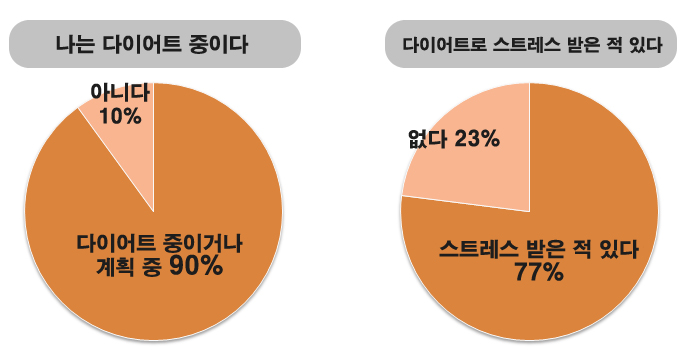 나는 다이어트 중이다
아니다
10%
다이어트 중이거나
계획 중 90%
다이어트로 스트레스 받은 적 있다
없다 23%
스트레스 받은 적 있다
77%